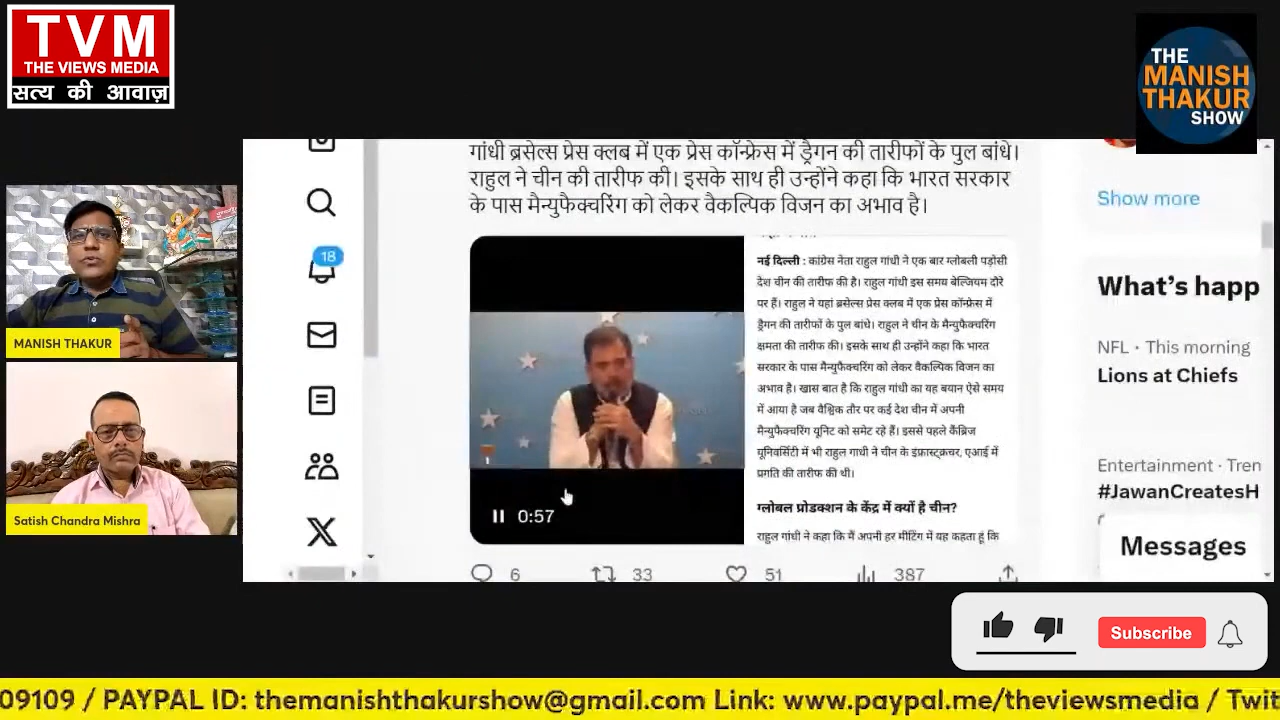 TVM
THE VIEWS MEDIA
सत्य की आवाज़
THE
MANISH
THAKUR
SHOW
MANISH THAKUR
Satish Chandra Mishra
18
गांधी ब्रसेल्स प्रेस क्लब में एक प्रेस कॉन्फ्रेस में ड्रैगन की तारीफों के पुल बांधे।
राहुल ने चीन की तारीफ की। इसके साथ ही उन्होंने कहा कि भारत सरकार
के पास मैन्युफैक्चरिंग को लेकर वैकल्पिक विजन का अभाव है।
0:57
नई दिल्ली : कांग्रेस नेता राहुल गांधी ने एक बार ग्लोबली पड़ोसी
देश चीन की तारीफ की है। राहुल गांधी इस समय बेल्जियम दौरे
पर हैं। राहुल ने यहां ब्रसेल्स प्रेस क्लब में एक प्रेस कॉन्फ्रेस में
ड्रैगन की तारीफों के पुल बांधे। राहुल ने चीन के मैन्युफैक्चरिंग
क्षमता की तारीफ की। इसके साथ ही उन्होंने कहा कि भारत
सरकार के पास मैन्युफैक्चरिंग को लेकर वैकल्पिक विजन का
अभाव है। खास बात है कि राहुल गांधी का यह बयान ऐसे समय
में आया है जब वैश्विक तौर पर कई देश चीन में अपनी
मैन्युफैक्चरिंग यूनिट को समेट रहे हैं। इससे पहले कैंब्रिज
यूनिवर्सिटी में भी राहुल गाधी ने चीन के इंफ्रास्ट्रक्चर, एआई में
प्रगति की तारीफ की थी।
ग्लोबल प्रोडक्शन के केंद्र में क्यों है चीन?
राहुल गांधी ने कहा कि मैं अपनी हर मीटिंग में यह कहता हूं कि
6 33 51 387
Show more
What's happ
NFL · This morning
Lions at Chiefs
Entertainment · Tren
#JawanCreatesH
Messages
Subscribe
09109 / PAYPAL ID: themanishthakurshow@gmail.com Link: www.paypal.me/theviewsmedia / Twit